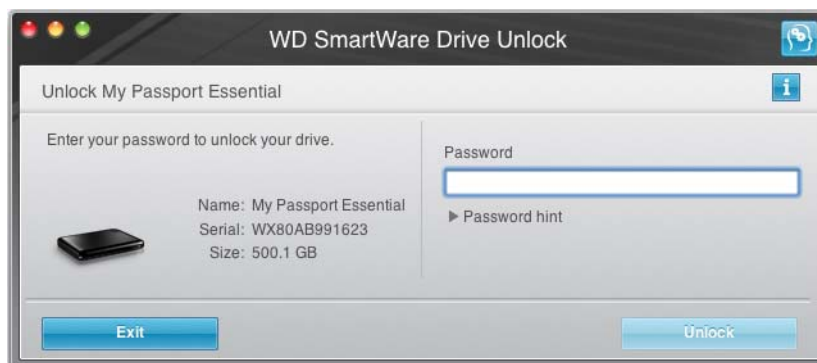 WD SmartWare Drive Unlock
Unlock My Passport Essential
i
Enter your password to unlock your drive.
Name: My Passport Essential
Serial: WX80AB991623
Size: 500.1 GB
Password
Password hint
Exit
Unlock